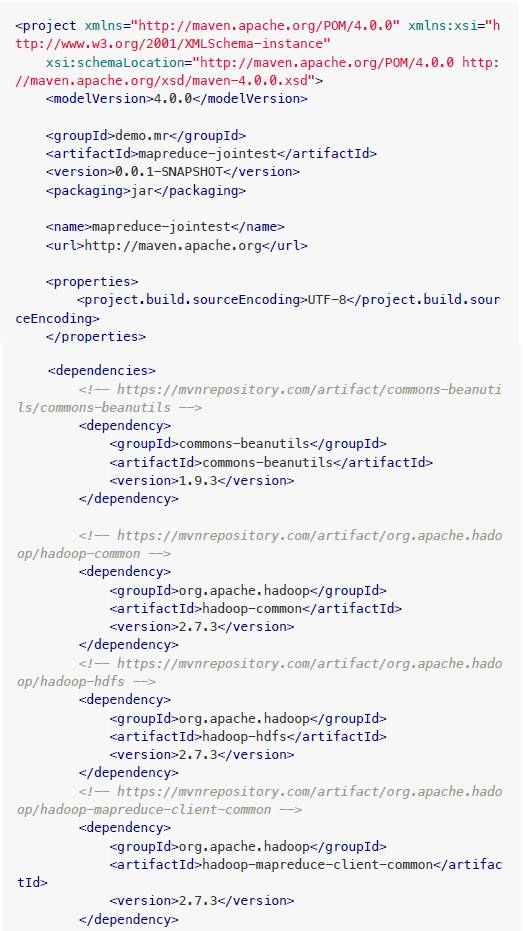 <project xmlns="http://maven.apache.org/POM/4.0.0" xmlns:xsi="h
ttp://www.w3.org/2001/XMLSchema-instance"
    xsi:schemaLocation="http://maven.apache.org/POM/4.0.0 http:
//maven.apache.org/xsd/maven-4.0.0.xsd">
    <modelVersion>4.0.0</modelVersion>

    <groupId>demo.mr</groupId>
    <artifactId>mapreduce-jointest</artifactId>
    <version>0.0.1-SNAPSHOT</version>
    <packaging>jar</packaging>

    <name>mapreduce-jointest</name>
    <url>http://maven.apache.org</url>

    <properties>
        <project.build.sourceEncoding>UTF-8</project.build.sour
ceEncoding>
    </properties>

    <dependencies>
        <!-- https://mvnrepository.com/artifact/commons-beanuti
ls/commons-beanutils -->
        <dependency>
            <groupId>commons-beanutils</groupId>
            <artifactId>commons-beanutils</artifactId>
            <version>1.9.3</version>
        </dependency>

        <!-- https://mvnrepository.com/artifact/org.apache.hado
op/hadoop-common -->
        <dependency>
            <groupId>org.apache.hadoop</groupId>
            <artifactId>hadoop-common</artifactId>
            <version>2.7.3</version>
        </dependency>
        <!-- https://mvnrepository.com/artifact/org.apache.hado
op/hadoop-hdfs -->
        <dependency>
            <groupId>org.apache.hadoop</groupId>
            <artifactId>hadoop-hdfs</artifactId>
            <version>2.7.3</version>
        </dependency>
        <!-- https://mvnrepository.com/artifact/org.apache.hado
op/hadoop-mapreduce-client-common -->
        <dependency>
            <groupId>org.apache.hadoop</groupId>
            <artifactId>hadoop-mapreduce-client-common</artifac
tId>
            <version>2.7.3</version>
        </dependency>